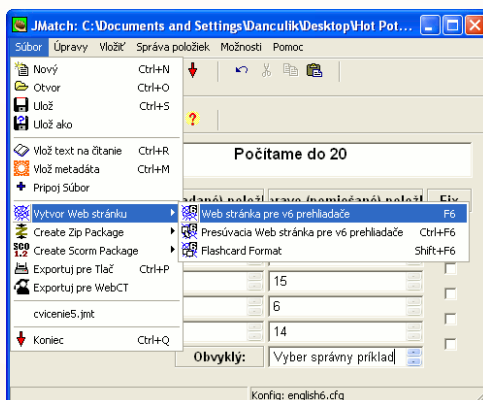 JMatch: C:\Documents and Settings\Danculik\Desktop\Hot Pot...
Súbor Úpravy Vložiť Správa položiek Možnosti Pomoc
Nový Ctrl+N
Otvor Ctrl+O
Ulož Ctrl+S
Ulož ako
Vlož text na čítanie Ctrl+R
Vlož metadáta Ctrl+M
Pripoj Súbor
Vytvor Web stránku
Create Zip Package
Create Scorm Package
Exportuj pre Tlač Ctrl+P
Exportuj pre WebCT
cvicenie5.jmt
Koniec Ctrl+Q
Web stránka pre v6 prehliadače F6
Presúvacia Web stránka pre v6 prehliadače Ctrl+F6
Flashcard Format Shift+F6
Počítame do 20
15
6
14
Obvyklý: Vyber správny príklad
Konfig: english6.cfg